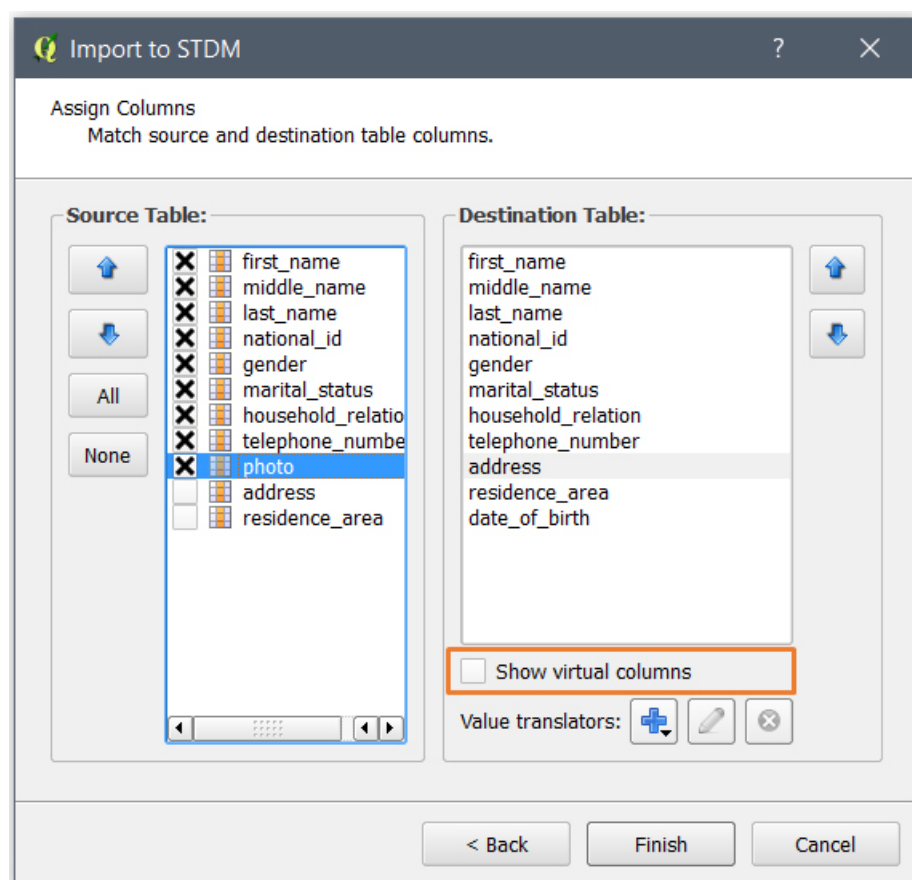 Import to STDM
?
Assign Columns
Match source and destination table columns.
Source Table:
All
None
first_name
middle_name
last_name
national_id
gender
marital_status
household_relatio
telephone_numbe
photo
address
residence_area
Destination Table:
first_name
middle_name
last_name
national_id
gender
marital_status
household_relation
telephone_number
address
residence_area
date_of_birth
Show virtual columns
Value translators:
< Back
Finish
Cancel